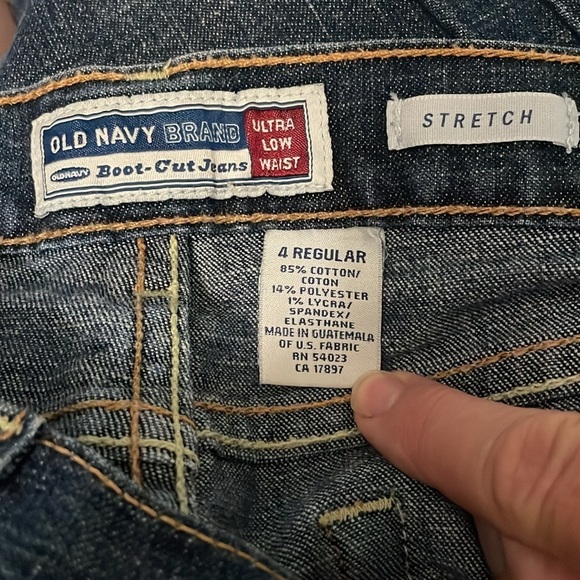 OLD NAVY BRAND
OLD NAVY Boot-Cut Jeans
ULTRA
LOW
WAIST
STRETCH
4 REGULAR
85% COTTON/
COTON
14% POLYESTER
1% LYCRA/
SPANDEX/
ELASTHANE
MADE IN GUATEMALA
OF U.S. FABRIC
RN 54023
CA 17897